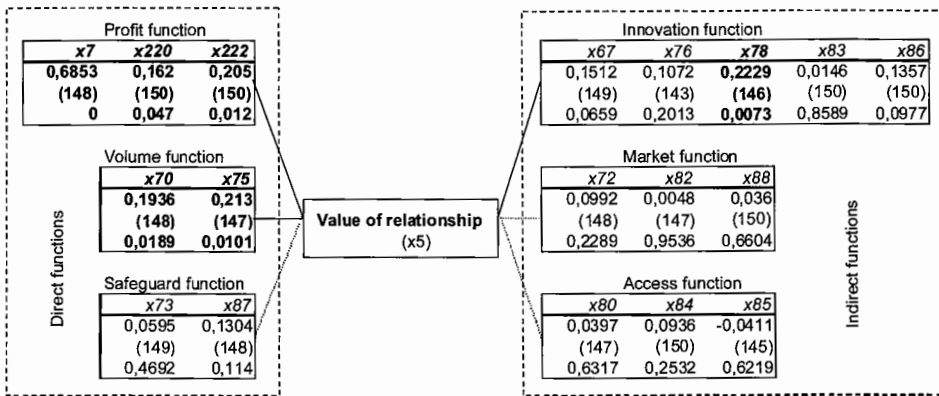 Profit function
x7 x220 x222
0,6853 0,162 0,205
(148) (150) (150)
0 0,047 0,012
Volume function
x70 x75
0,1936 0,213
(148) (147)
0,0189 0,0101
Safeguard function
x73 x87
0,0595 0,1304
(149) (148)
0,4692 0,114
Direct functions
Value of relationship
(x5)
Innovation function
x67 x76 x78 x83 x86
0,1512 0,1072 0,2229 0,0146 0,1357
(149) (143) (146) (150) (150)
0,0659 0,2013 0,0073 0,8589 0,0977
Market function
x72 x82 x88
0,0992 0,0048 0,036
(148) (147) (150)
0,2289 0,9536 0,6604
Access function
x80 x84 x85
0,0397 0,0936 -0,0411
(147) (150) (145)
0,6317 0,2532 0,6219
Indirect functions